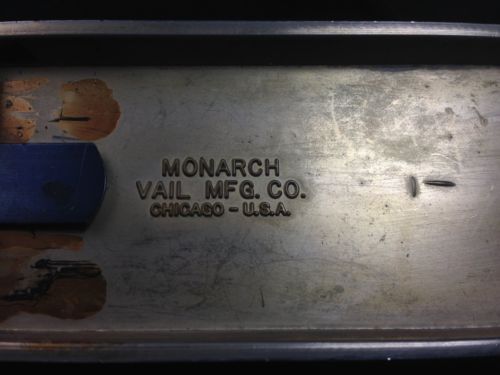 MONARCH
VAIL MFG. CO.
CHICAGO - U.S.A.